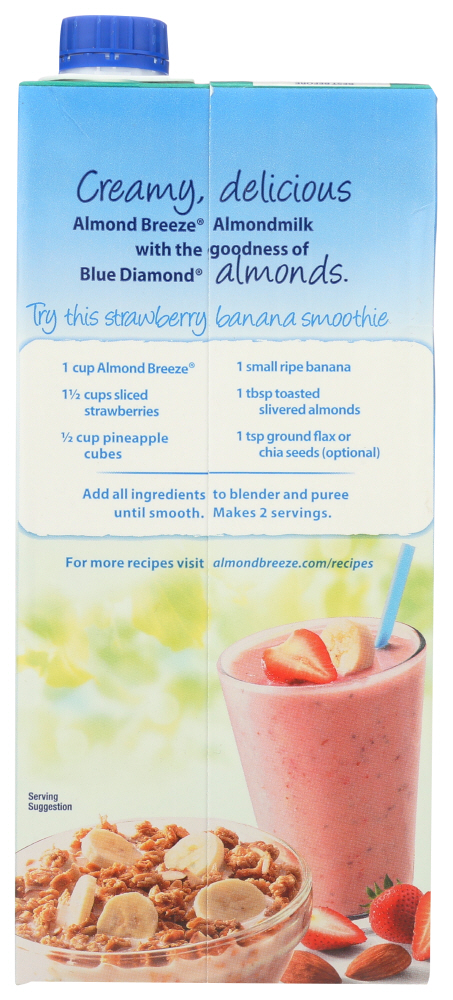 Creamy, delicious
Almond Breeze® Almondmilk
with the goodness of
Blue Diamond® almonds.
Try this strawberry banana smoothie
1 cup Almond Breeze®
1½ cups sliced
strawberries
½ cup pineapple
cubes
1 small ripe banana
1 tbsp toasted
slivered almonds
1 tsp ground flax or
chia seeds (optional)
Add all ingredients to blender and puree
until smooth. Makes 2 servings.
For more recipes visit almondbreeze.com/recipes
Serving
Suggestion